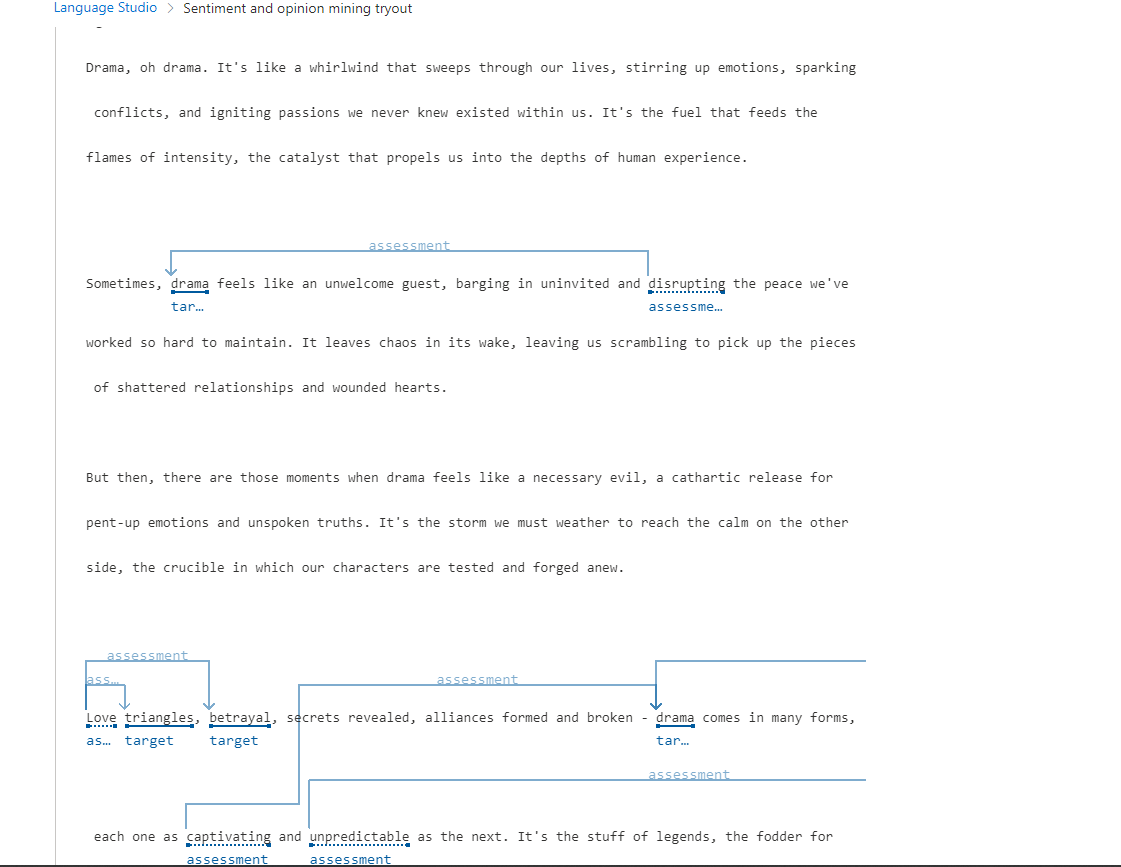 Language Studio > Sentiment and opinion mining tryout
Drama, oh drama. It's like a whirlwind that sweeps through our lives, stirring up emotions, sparking
conflicts, and igniting passions we never knew existed within us. It's the fuel that feeds the
flames of intensity, the catalyst that propels us into the depths of human experience.
assessment
Sometimes, drama feels like an unwelcome guest, barging in uninvited and disrupting the peace we've
tar… assessme…
worked so hard to maintain. It leaves chaos in its wake, leaving us scrambling to pick up the pieces
of shattered relationships and wounded hearts.
But then, there are those moments when drama feels like a necessary evil, a cathartic release for
pent-up emotions and unspoken truths. It's the storm we must weather to reach the calm on the other
side, the crucible in which our characters are tested and forged anew.
assessment
ass… assessment
Love triangles, betrayal, secrets revealed, alliances formed and broken - drama comes in many forms,
as… target target tar…
assessment
each one as captivating and unpredictable as the next. It's the stuff of legends, the fodder for
assessment assessment